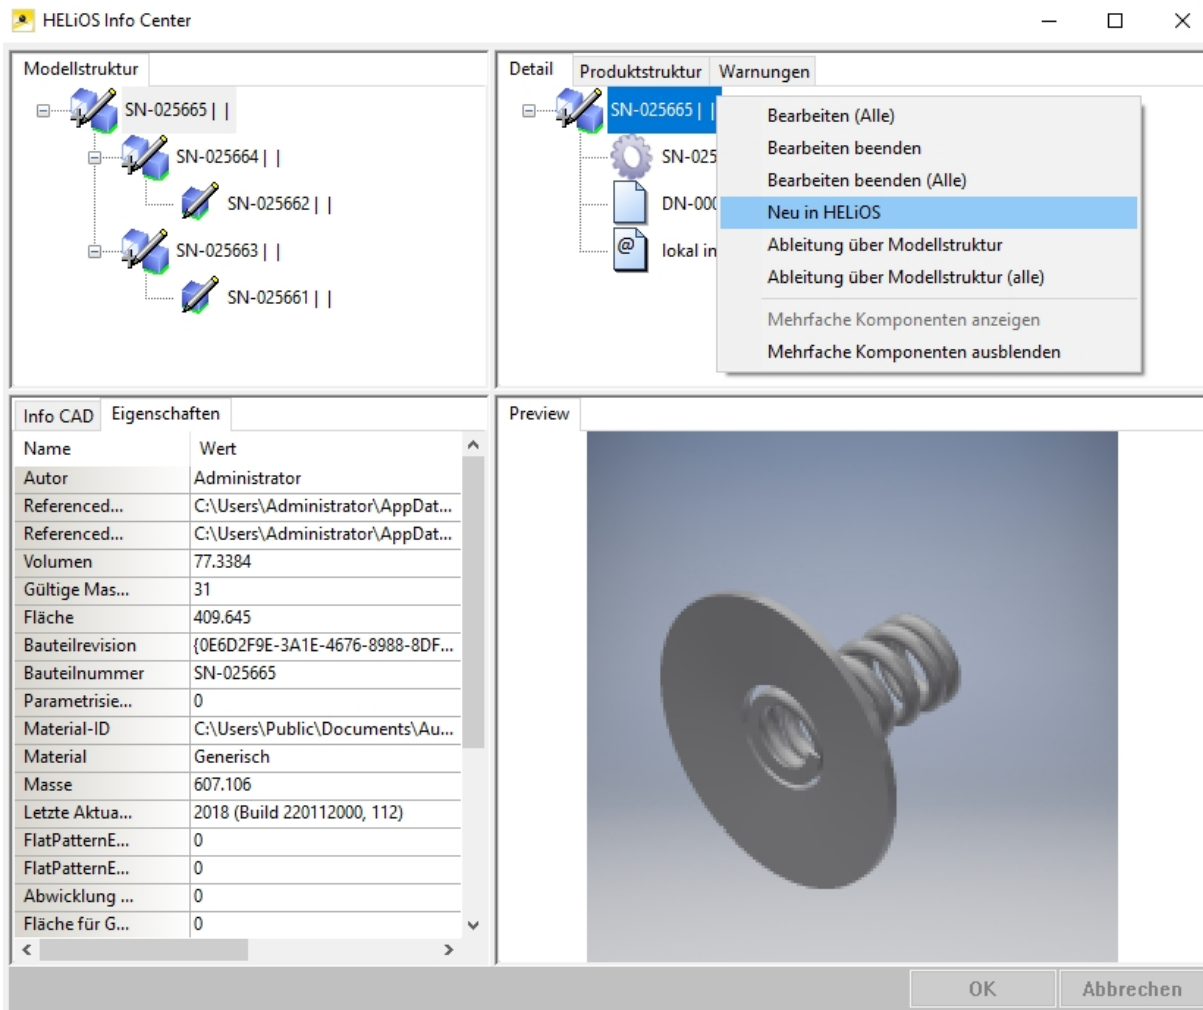 HELiOS Info Center
Modellstruktur
SN-025665 | |
SN-025664 | |
SN-025662 | |
SN-025663 | |
SN-025661 | |
Detail Produktstruktur Warnungen
SN-025665 | |
SN-025
DN-000
lokal in
Bearbeiten (Alle)
Bearbeiten beenden
Bearbeiten beenden (Alle)
Neu in HELiOS
Ableitung über Modellstruktur
Ableitung über Modellstruktur (alle)
Mehrfache Komponenten anzeigen
Mehrfache Komponenten ausblenden
Info CAD Eigenschaften
Name Wert
Autor Administrator
Referenced... C:\Users\Administrator\AppDat...
Referenced... C:\Users\Administrator\AppDat...
Volumen 77.3384
Gültige Mas... 31
Fläche 409.645
Bauteilrevision {0E6D2F9E-3A1E-4676-8988-8DF...
Bauteilnummer SN-025665
Parametrisie... 0
Material-ID C:\Users\Public\Documents\Au...
Material Generisch
Masse 607.106
Letzte Aktua... 2018 (Build 220112000, 112)
FlatPatternE... 0
FlatPatternE... 0
Abwicklung ... 0
Fläche für G... 0
Preview
OK Abbrechen